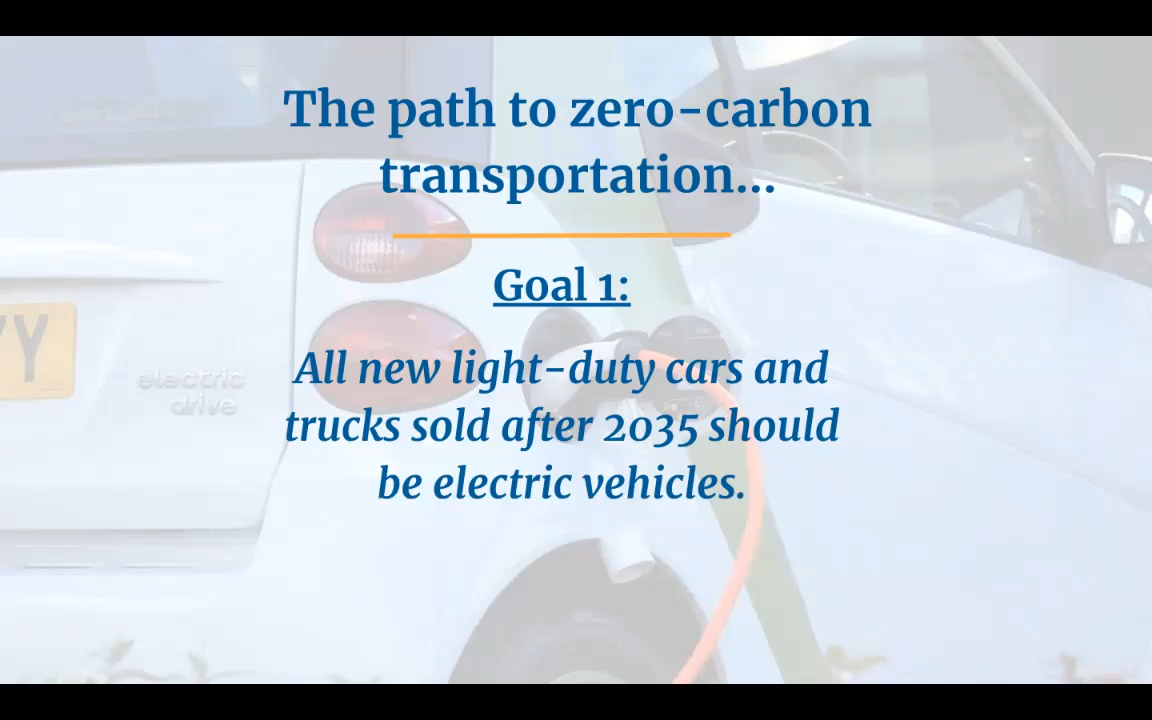 The path to zero-carbon
transportation...
Goal 1:
All new light-duty cars and
trucks sold after 2035 should
be electric vehicles.
YY
electric
drive